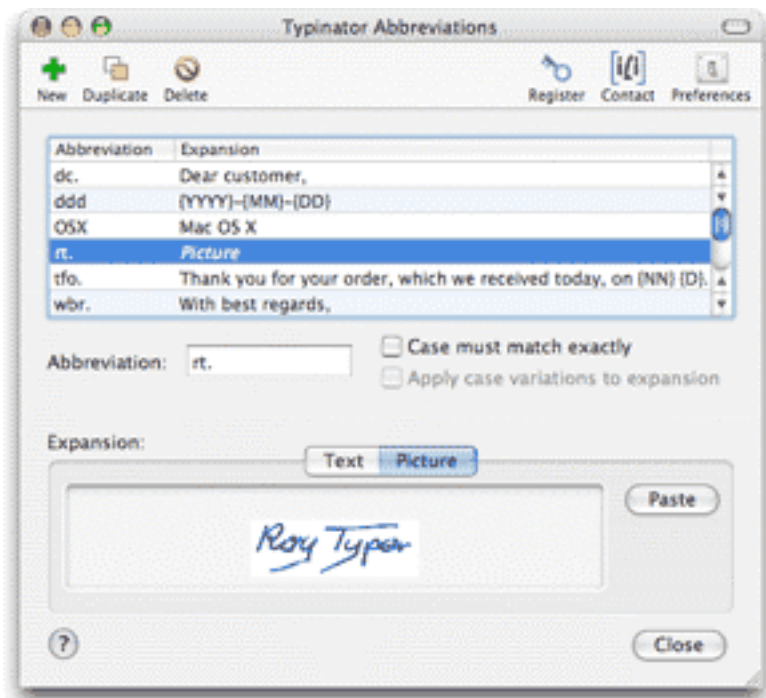 Typinator Abbreviations
New Duplicate Delete Register Contact Preferences
Abbreviation Expansion
dc. Dear customer,
ddd {YYYY}-{MM}-{DD}
OSX Mac OS X
rt. Picture
tfo. Thank you for your order, which we received today, on {NN} {D}.
wbr. With best regards,
Abbreviation: rt. Case must match exactly
Apply case variations to expansion
Expansion:
Text Picture
Paste
Roy Typer
? Close